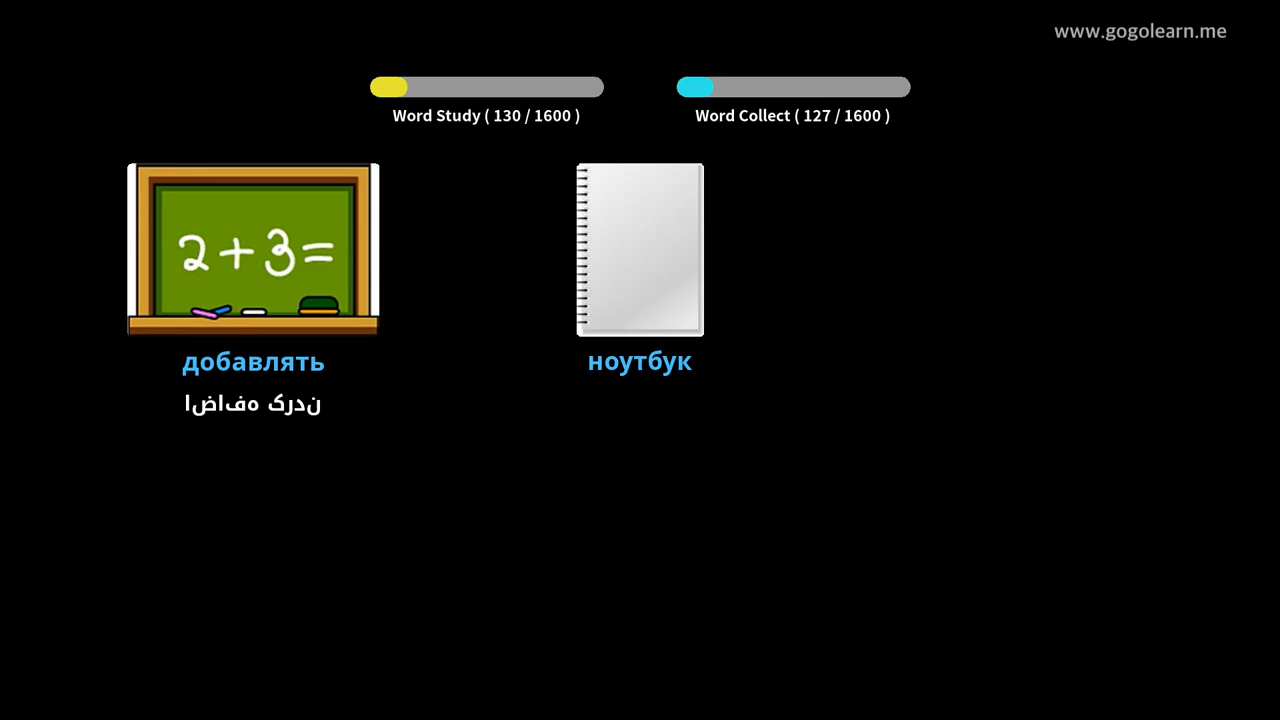 www.gogolearn.me
Word Study ( 130 / 1600 )
Word Collect ( 127 / 1600 )
2+3=
добавлять
اضافه کردن
ноутбук